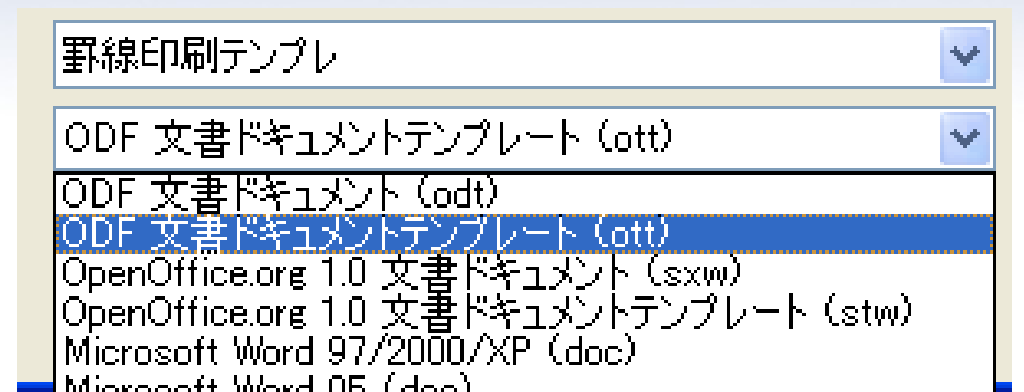 罫線印刷テンプレ
ODF 文書ドキュメントテンプレート (ott)
ODF 文書ドキュメント (odt)
ODF 文書ドキュメントテンプレート (ott)
OpenOffice.org 1.0 文書ドキュメント (sxw)
OpenOffice.org 1.0 文書ドキュメントテンプレート (stw)
Microsoft Word 97/2000/XP (doc)
Microsoft Word 95 (doc)